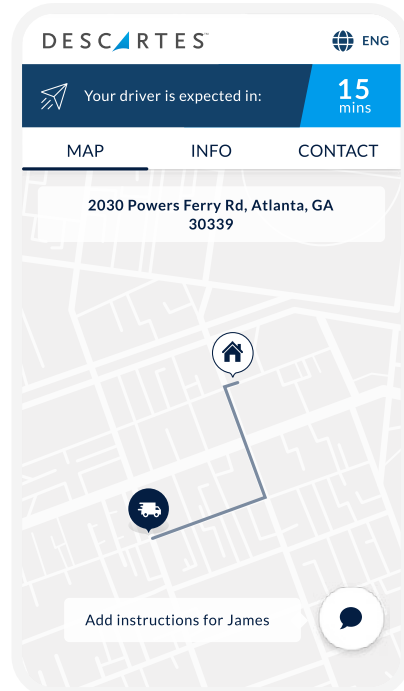 DESCARTES™
ENG
Your driver is expected in:
15
mins
MAP
INFO
CONTACT
2030 Powers Ferry Rd, Atlanta, GA
30339
Add instructions for James